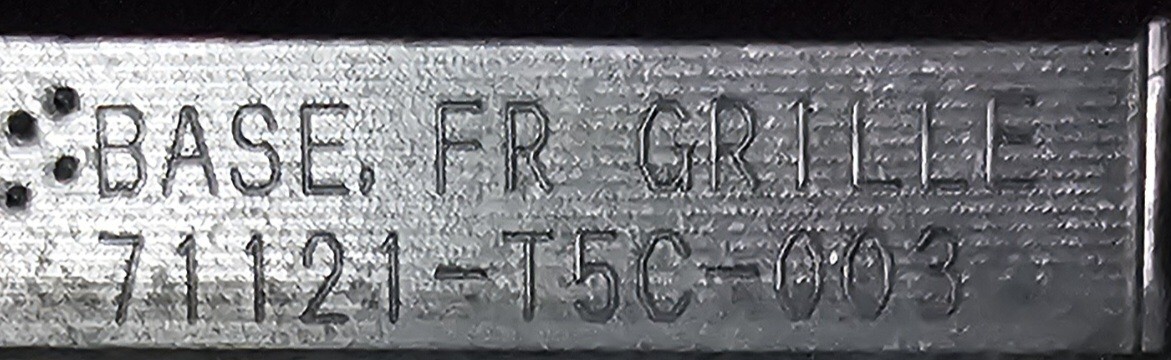 BASE, FR GRILLE
71121-T5C-003